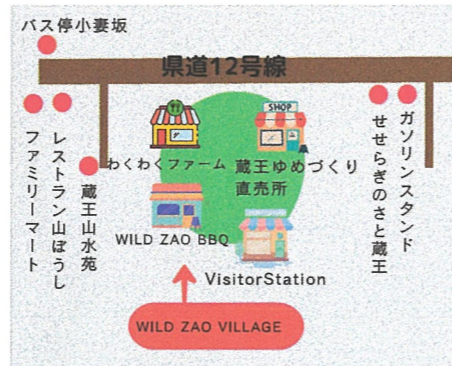 バス停小妻坂
県道12号線
ファミリーマート
レストラン山ぼうし
蔵王山水苑
わくわくファーム
SHOP
蔵王ゆめづくり
直売所
せせらぎのさと蔵王
ガソリンスタンド
WILD ZAO BBQ
VisitorStation
WILD ZAO VILLAGE